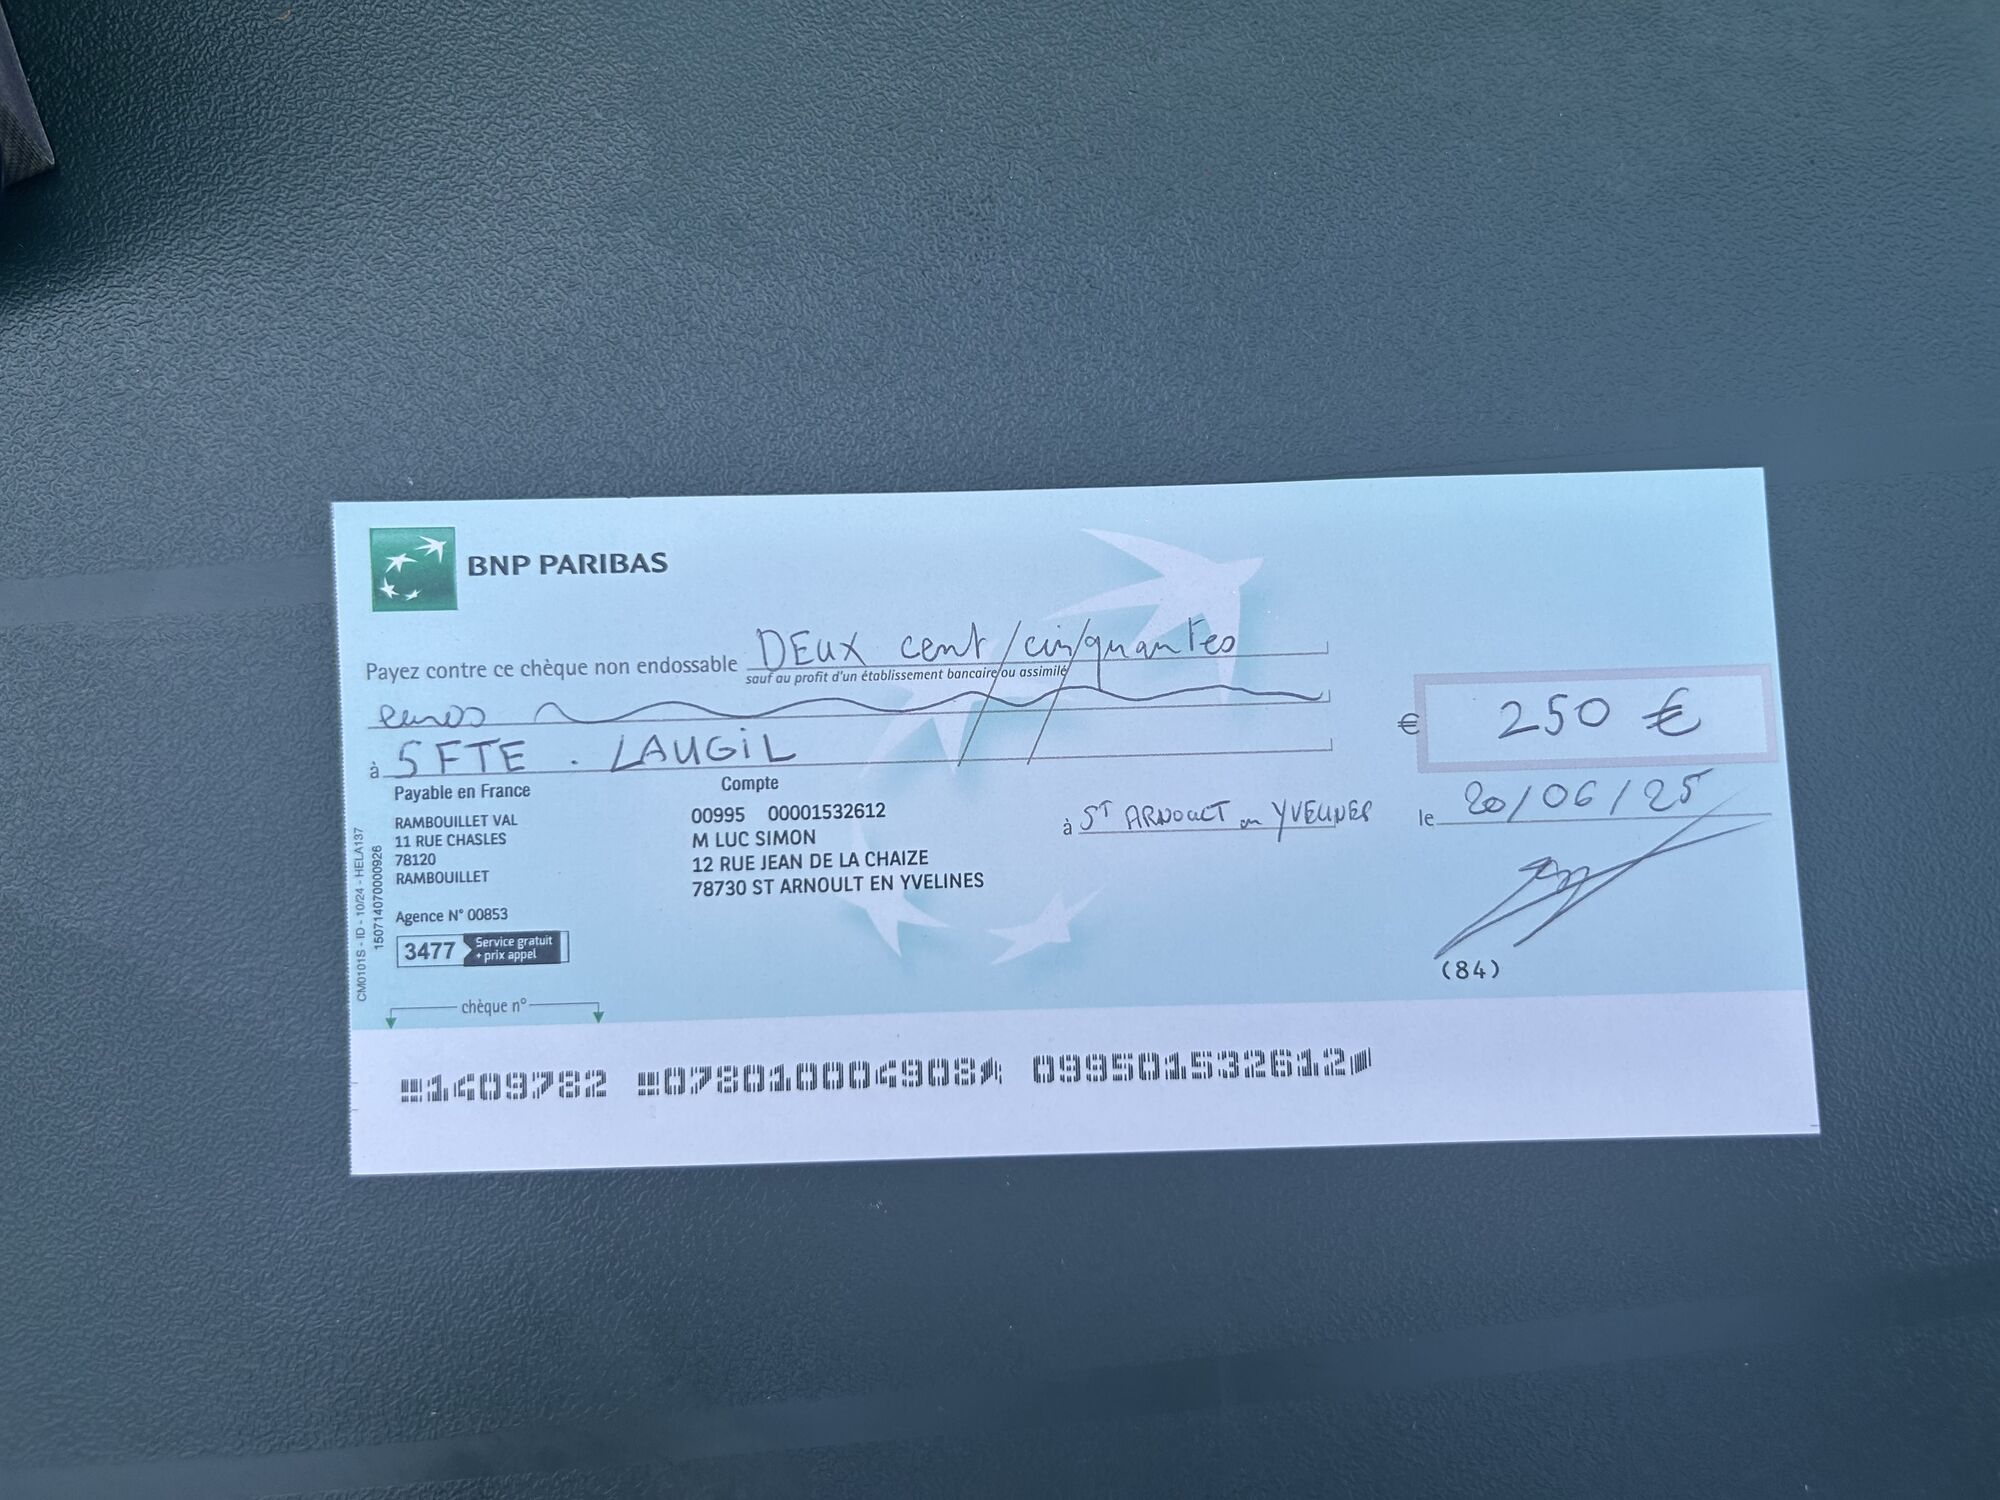 BNP PARIBAS
Payez contre ce chèque non endossable DEUX cent cinquantes
sauf au profit d'un établissement bancaire ou assimilé
euros
€ 250 €
à SFTE . LAUGiL
Payable en France
RAMBOUILLET VAL
11 RUE CHASLES
78120
RAMBOUILLET
Agence N° 00853
3477 Service gratuit
+ prix appel
Compte
00995 00001532612
M LUC SIMON
12 RUE JEAN DE LA CHAIZE
78730 ST ARNOULT EN YVELINES
à ST ARNOULT en YVELINES
le 20/06/25
(84)
CM0101S - ID - 10/24 - HELA137
150714070000926
chèque n°
1409782 078010004908 099501532612